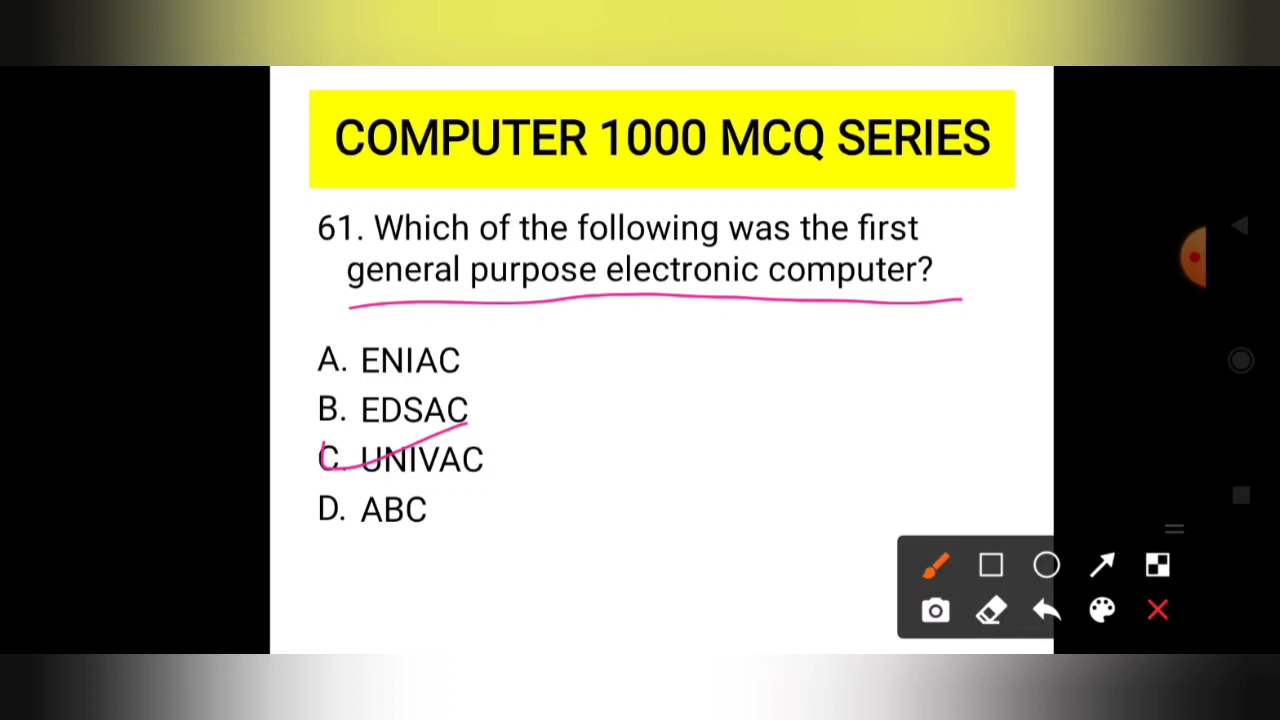 COMPUTER 1000 MCQ SERIES
61. Which of the following was the first
general purpose electronic computer?
A. ENIAC
B. EDSAC
C. UNIVAC
D. ABC